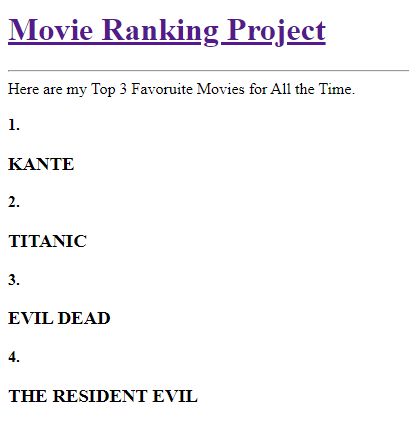 Movie Ranking Project
Here are my Top 3 Favoruite Movies for All the Time.
1.
KANTE
2.
TITANIC
3.
EVIL DEAD
4.
THE RESIDENT EVIL